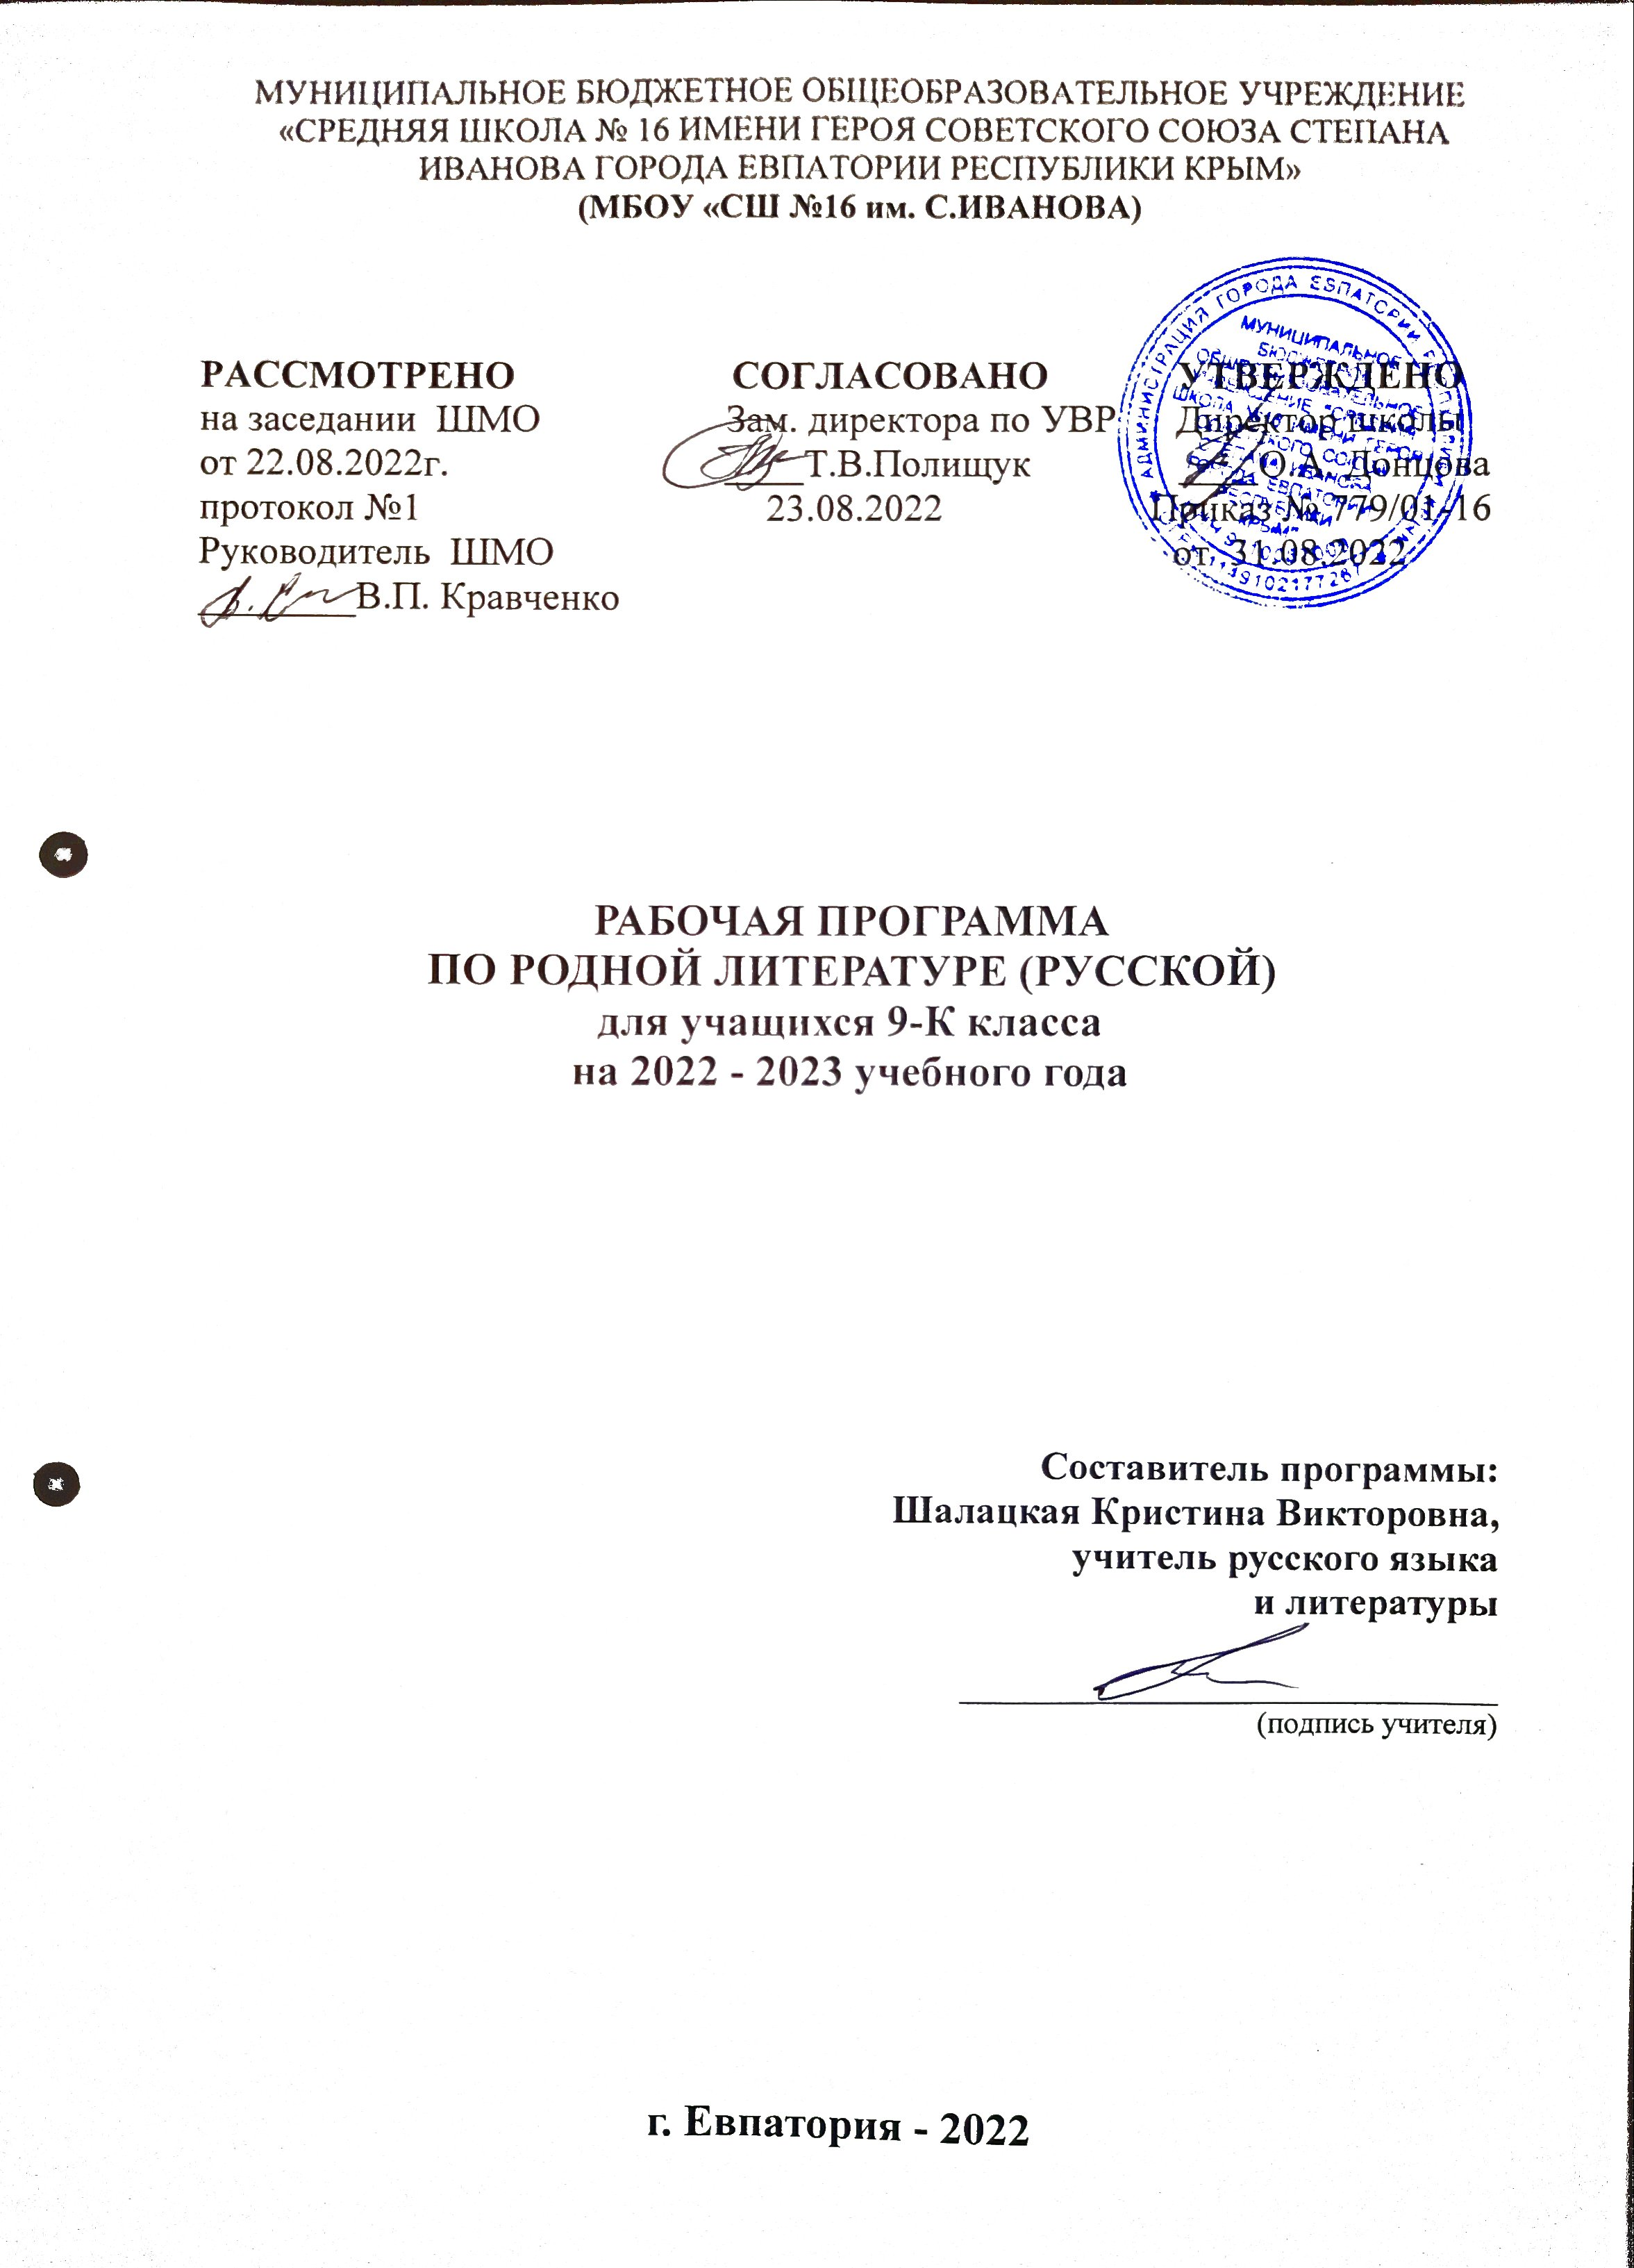 МУНИЦИПАЛЬНОЕ БЮДЖЕТНОЕ ОБЩЕОБРАЗОВАТЕЛЬНОЕ УЧРЕЖДЕНИЕ
«СРЕДНЯЯ ШКОЛА № 16 ИМЕНИ ГЕРОЯ СОВЕТСКОГО СОЮЗА СТЕПАНА
ИВАНОВА ГОРОДА ЕВПАТОРИИ РЕСПУБЛИКИ КРЫМ»
(МБОУ «СШ №16 им. С.ИВАНОВА)
РАССМОТРЕНО
на заседании ШМО
от 22.08.2022г.
протокол №1
Руководитель ШМО
В.П. Кравченко
СОГЛАСОВАНО
Зам. директора по УВР
Т.В.Полищук
23.08.2022
УТВЕРЖДЕНО
Директор школы
О.А. Донцова
Приказ № 779/01-16
от 31.08.2022
АДМИНИСТРАЦИЯ ГОРОДА ЕВПАТОРИИ
МУНИЦИПАЛЬНОЕ
РАБОЧАЯ ПРОГРАММА
ПО РОДНОЙ ЛИТЕРАТУРЕ (РУССКОЙ)
для учащихся 9-К класса
на 2022 - 2023 учебного года
Составитель программы:
Шалацкая Кристина Викторовна,
учитель русского языка
и литературы
(подпись учителя)
г. Евпатория - 2022